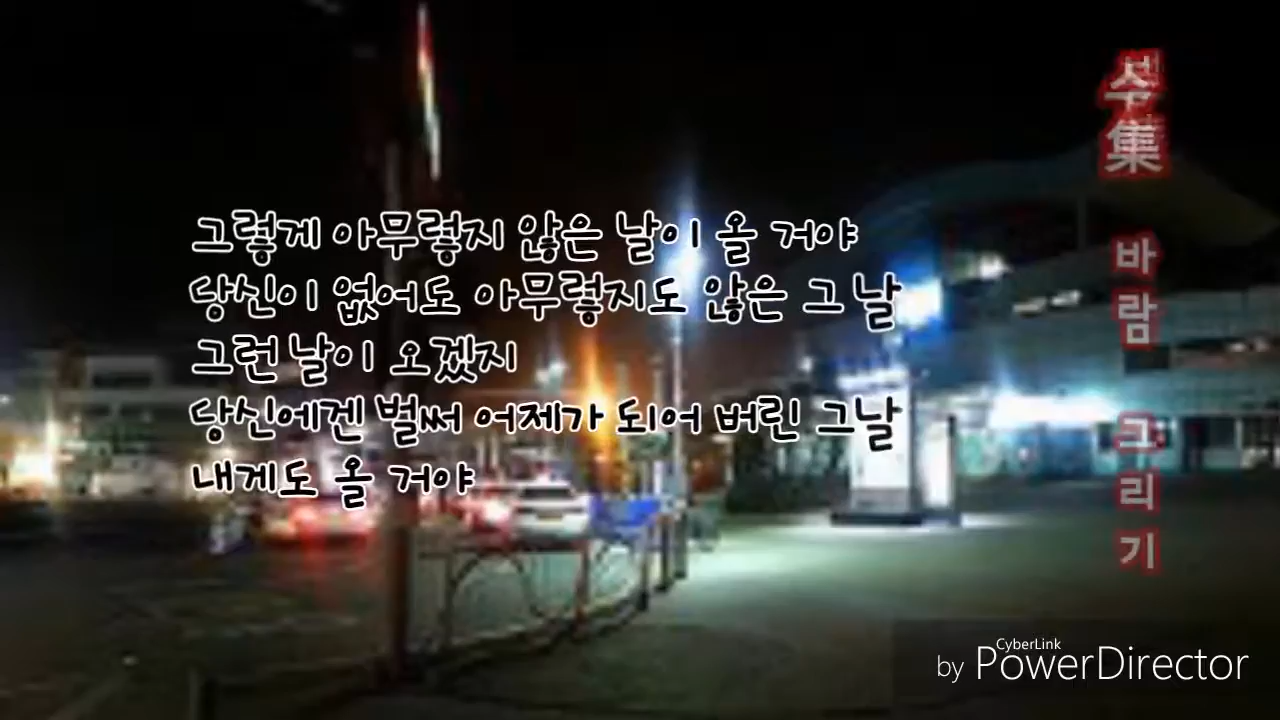 그렇게 아무렇지 않은 날이 올 거야
당신이 없어도 아무렇지도 않은 그 날
그런 날이 오겠지
당신에겐 벌써 어제가 되어 버린 그날
내게도 올 거야
集 바람 그리기
CyberLink
by PowerDirector